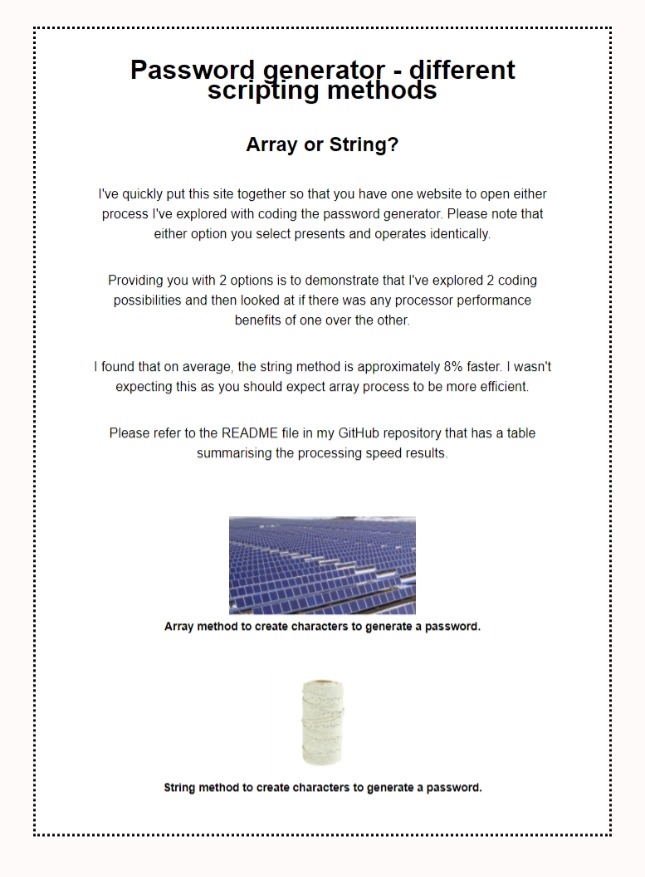 Password generator - different
scripting methods
Array or String?
I've quickly put this site together so that you have one website to open either
process I've explored with coding the password generator. Please note that
either option you select presents and operates identically.
Providing you with 2 options is to demonstrate that I've explored 2 coding
possibilities and then looked at if there was any processor performance
benefits of one over the other.
I found that on average, the string method is approximately 8% faster. I wasn't
expecting this as you should expect array process to be more efficient.
Please refer to the README file in my GitHub repository that has a table
summarising the processing speed results.
Array method to create characters to generate a password.
String method to create characters to generate a password.